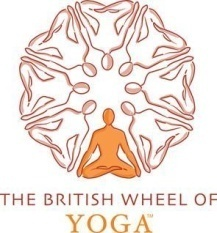 THE BRITISH WHEEL OF
YOGA™